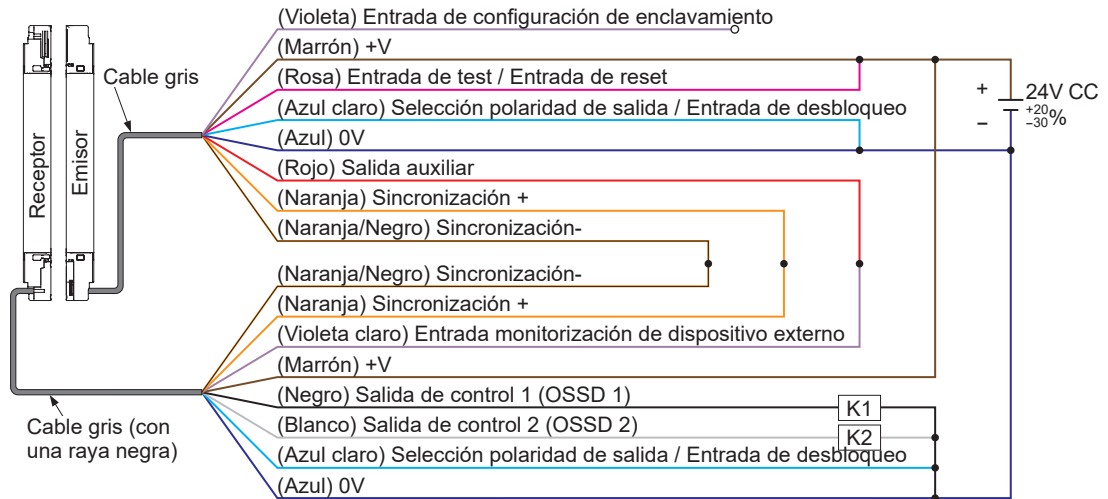 (Violeta) Entrada de configuración de enclavamiento
(Marrón) +V
Cable gris
(Rosa) Entrada de test / Entrada de reset
+
24V CC
+20
−30%
−
(Azul claro) Selección polaridad de salida / Entrada de desbloqueo
(Azul) 0V
Receptor
Emisor
(Rojo) Salida auxiliar
(Naranja) Sincronización +
(Naranja/Negro) Sincronización-
(Naranja/Negro) Sincronización-
(Naranja) Sincronización +
(Violeta claro) Entrada monitorización de dispositivo externo
(Marrón) +V
(Negro) Salida de control 1 (OSSD 1)
K1
Cable gris (con
una raya negra)
(Blanco) Salida de control 2 (OSSD 2)
K2
(Azul claro) Selección polaridad de salida / Entrada de desbloqueo
(Azul) 0V